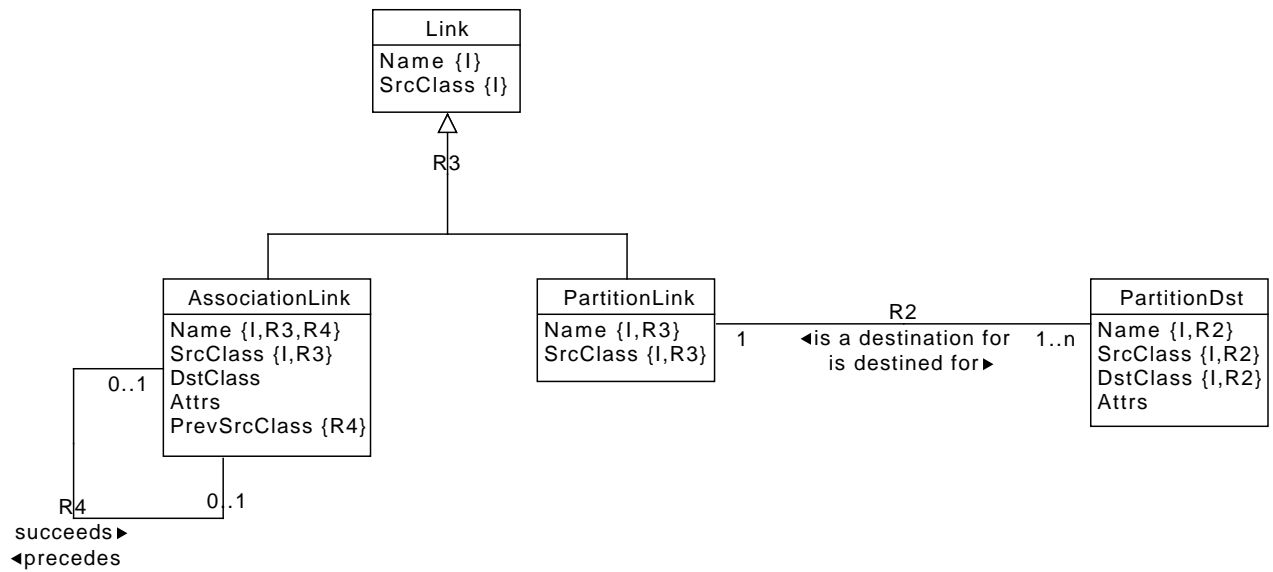 Link
Name {I}
SrcClass {I}
R3
AssociationLink
Name {I,R3,R4}
SrcClass {I,R3}
DstClass
Attrs
PrevSrcClass {R4}
0..1
0..1
R4
succeeds▶
◀precedes
PartitionLink
Name {I,R3}
SrcClass {I,R3}
1
R2
◀is a destination for
is destined for▶
1..n
PartitionDst
Name {I,R2}
SrcClass {I,R2}
DstClass {I,R2}
Attrs